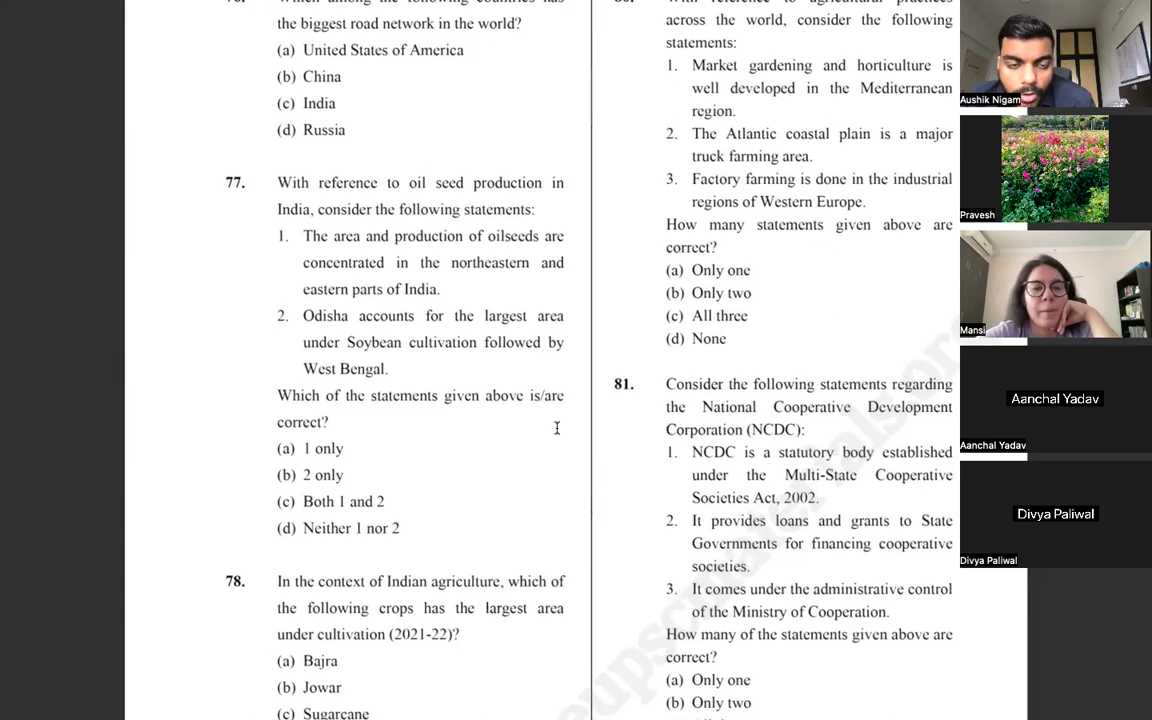 the biggest road network in the world?
(a) United States of America
(b) China
(c) India
(d) Russia
77. With reference to oil seed production in
India, consider the following statements:
1. The area and production of oilseeds are
concentrated in the northeastern and
eastern parts of India.
2. Odisha accounts for the largest area
under Soybean cultivation followed by
West Bengal.
Which of the statements given above is/are
correct?
(a) 1 only
(b) 2 only
(c) Both 1 and 2
(d) Neither 1 nor 2
78. In the context of Indian agriculture, which of
the following crops has the largest area
under cultivation (2021-22)?
(a) Bajra
(b) Jowar
(c) Sugarcane
across the world, consider the following
statements:
1. Market gardening and horticulture is
well developed in the Mediterranean
region.
2. The Atlantic coastal plain is a major
truck farming area.
3. Factory farming is done in the industrial
regions of Western Europe.
How many statements given above are
correct?
(a) Only one
(b) Only two
(c) All three
(d) None
81. Consider the following statements regarding
the National Cooperative Development
Corporation (NCDC):
1. NCDC is a statutory body established
under the Multi-State Cooperative
Societies Act, 2002.
2. It provides loans and grants to State
Governments for financing cooperative
societies.
3. It comes under the administrative control
of the Ministry of Cooperation.
How many of the statements given above are
correct?
(a) Only one
(b) Only two
Aushik Nigam
Pravesh
Mansi
Aanchal Yadav
Aanchal Yadav
Divya Paliwal
Divya Paliwal